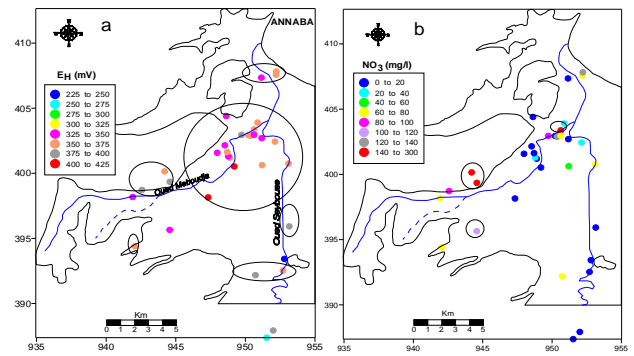 a
ANNABA
E_H (mV)
225 to 250
250 to 275
275 to 300
300 to 325
325 to 350
350 to 375
375 to 400
400 to 425
Oued Meboudja
Oued Seybouse
Km
0 1 2 3 4 5
410
405
400
395
390
935
940
945
950
955
b
NO3 (mg/l)
0 to 20
20 to 40
40 to 60
60 to 80
80 to 100
100 to 120
120 to 140
140 to 300
Km
0 1 2 3 4 5
410
405
400
395
390
935
940
945
950
955